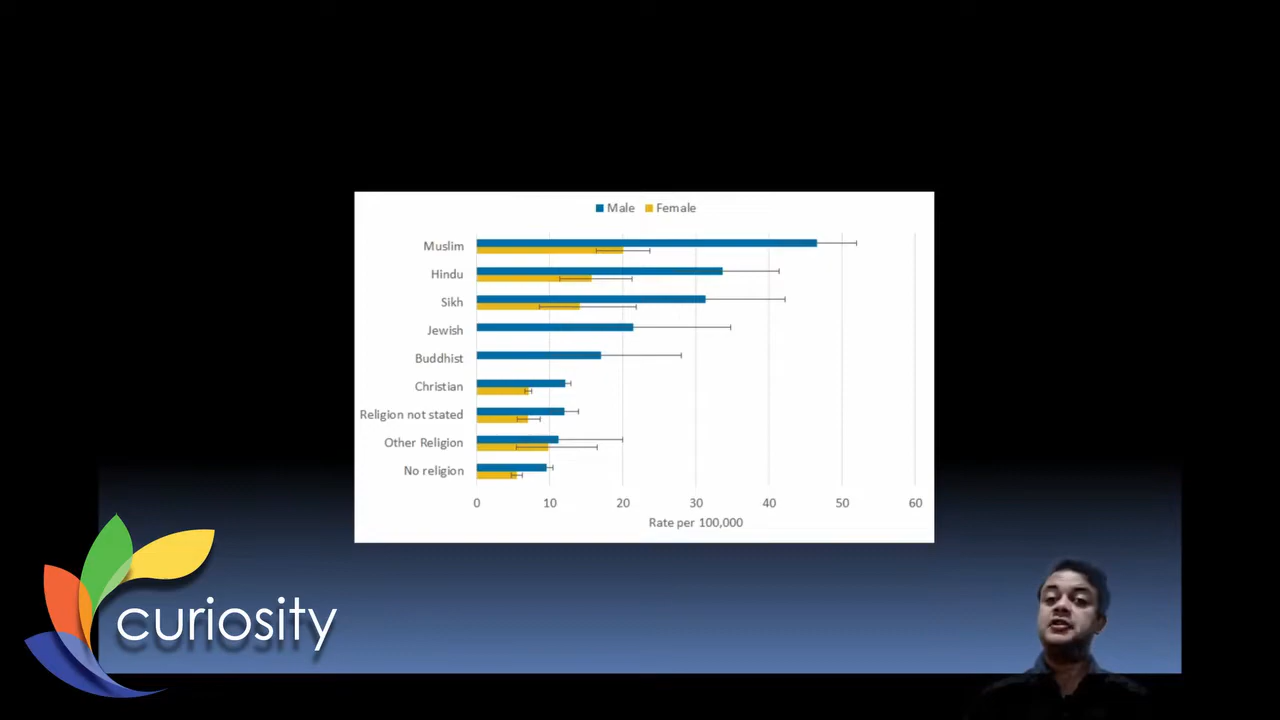 Male Female
Muslim
Hindu
Sikh
Jewish
Buddhist
Christian
Religion not stated
Other Religion
No religion
0 10 20 30 40 50 60
Rate per 100,000
curiosity